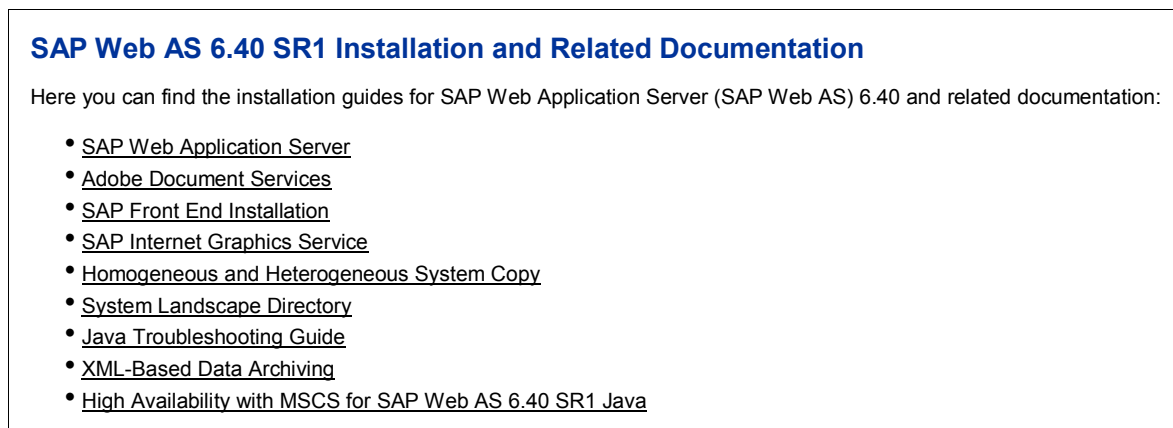 SAP Web AS 6.40 SR1 Installation and Related Documentation
Here you can find the installation guides for SAP Web Application Server (SAP Web AS) 6.40 and related documentation:
• SAP Web Application Server
• Adobe Document Services
• SAP Front End Installation
• SAP Internet Graphics Service
• Homogeneous and Heterogeneous System Copy
• System Landscape Directory
• Java Troubleshooting Guide
• XML-Based Data Archiving
• High Availability with MSCS for SAP Web AS 6.40 SR1 Java